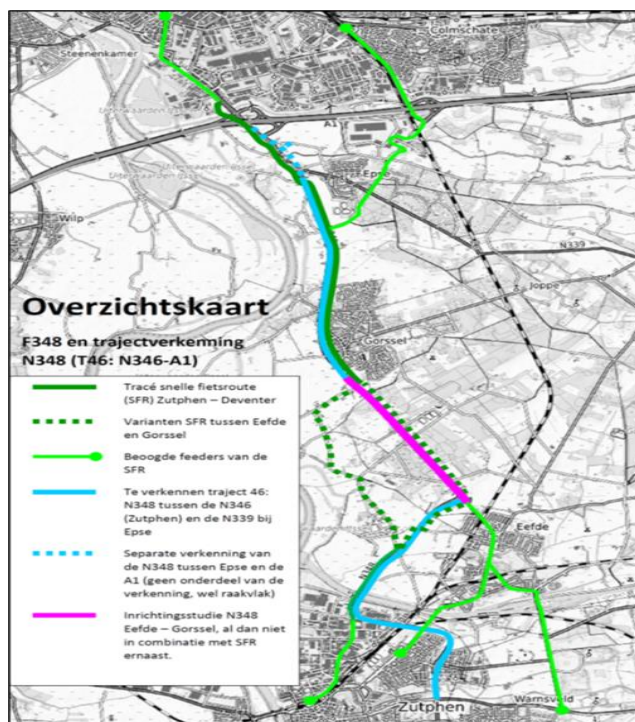 Colmschate
Steenenkamer
Uiterwaarden
A1
Epse
Wilp
N339
Joppe
Overzichtskaart
F348 en trajectverkenning
N348 (T46: N346-A1)
Gorssel
Tracé snelle fietsroute
(SFR) Zutphen – Deventer
Varianten SFR tussen Eefde
en Gorssel
Beoogde feeders van de
SFR
Te verkennen traject 46:
N348 tussen de N346
(Zutphen) en de N339 bij
Epse
Separate verkenning van
de N348 tussen Epse en de
A1 (geen onderdeel van de
verkenning, wel raakvlak)
Inrichtingsstudie N348
Eefde – Gorssel, al dan niet
in combinatie met SFR
ernaast.
Eefde
Zutphen
Warnsveld